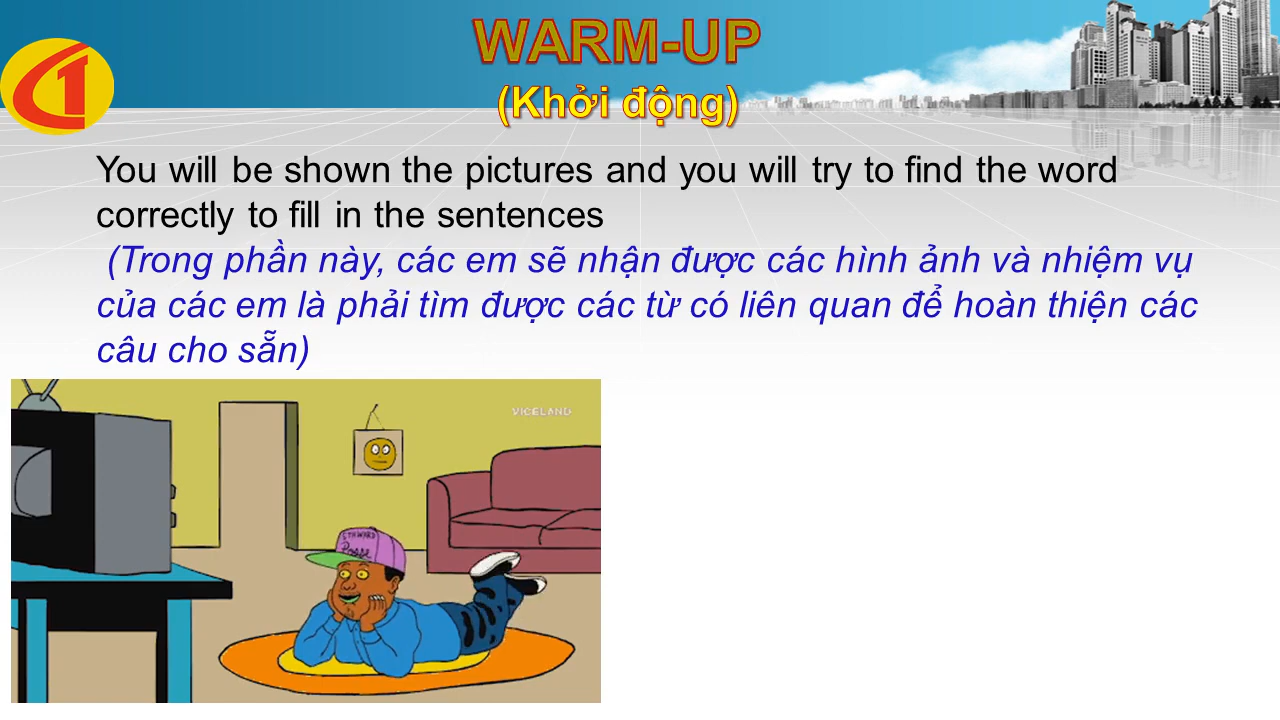 WARM-UP
(Khởi động)
You will be shown the pictures and you will try to find the word
correctly to fill in the sentences
(Trong phần này, các em sẽ nhận được các hình ảnh và nhiệm vụ
của các em là phải tìm được các từ có liên quan để hoàn thiện các
câu cho sẵn)
VICELAND
Posse